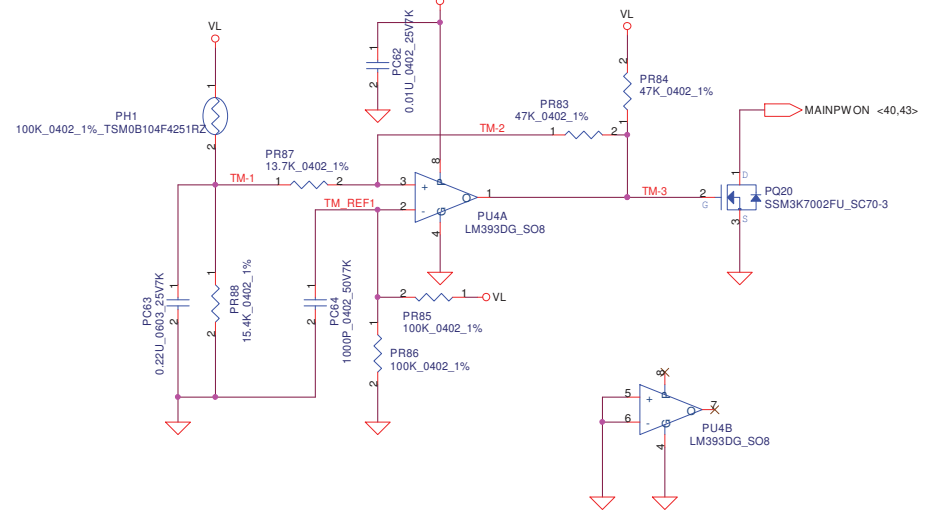 VL
1
PH1
100K_0402_1%_TSM0B104F4251RZ
2
1
PC62
0.01U_0402_25V7K
2
VL
2
PR84
47K_0402_1%
1
PR83
47K_0402_1%
TM-2
1
2
MAINPWON <40,43>
PR87
13.7K_0402_1%
TM-1
1
2
3
+
8
P
O
1
TM_REF1
2
-
G
4
PU4A
LM393DG_SO8
TM-3
2
G
1
D
3
S
PQ20
SSM3K7002FU_SC70-3
1
PC63
0.22U_0603_25V7K
2
1
PR88
15.4K_0402_1%
2
1
PC64
1000P_0402_50V7K
2
2
1
VL
PR85
100K_0402_1%
1
PR86
100K_0402_1%
2
5
+
6
-
8
P
O
7
G
4
PU4B
LM393DG_SO8